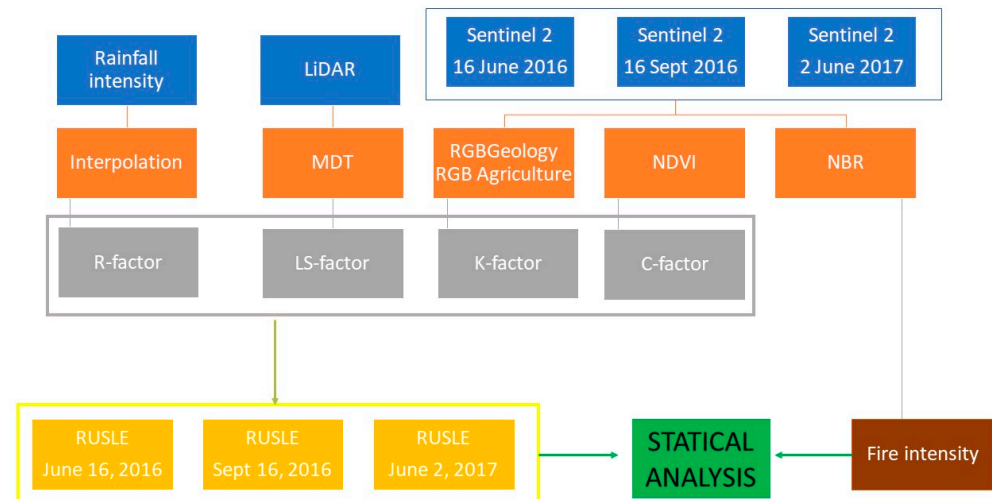 Rainfall
intensity
LiDAR
Sentinel 2
16 June 2016
Sentinel 2
16 Sept 2016
Sentinel 2
2 June 2017
Interpolation
MDT
RGBGeology
RGB Agriculture
NDVI
NBR
R-factor
LS-factor
K-factor
C-factor
RUSLE
June 16, 2016
RUSLE
Sept 16, 2016
RUSLE
June 2, 2017
STATICAL
ANALYSIS
Fire intensity